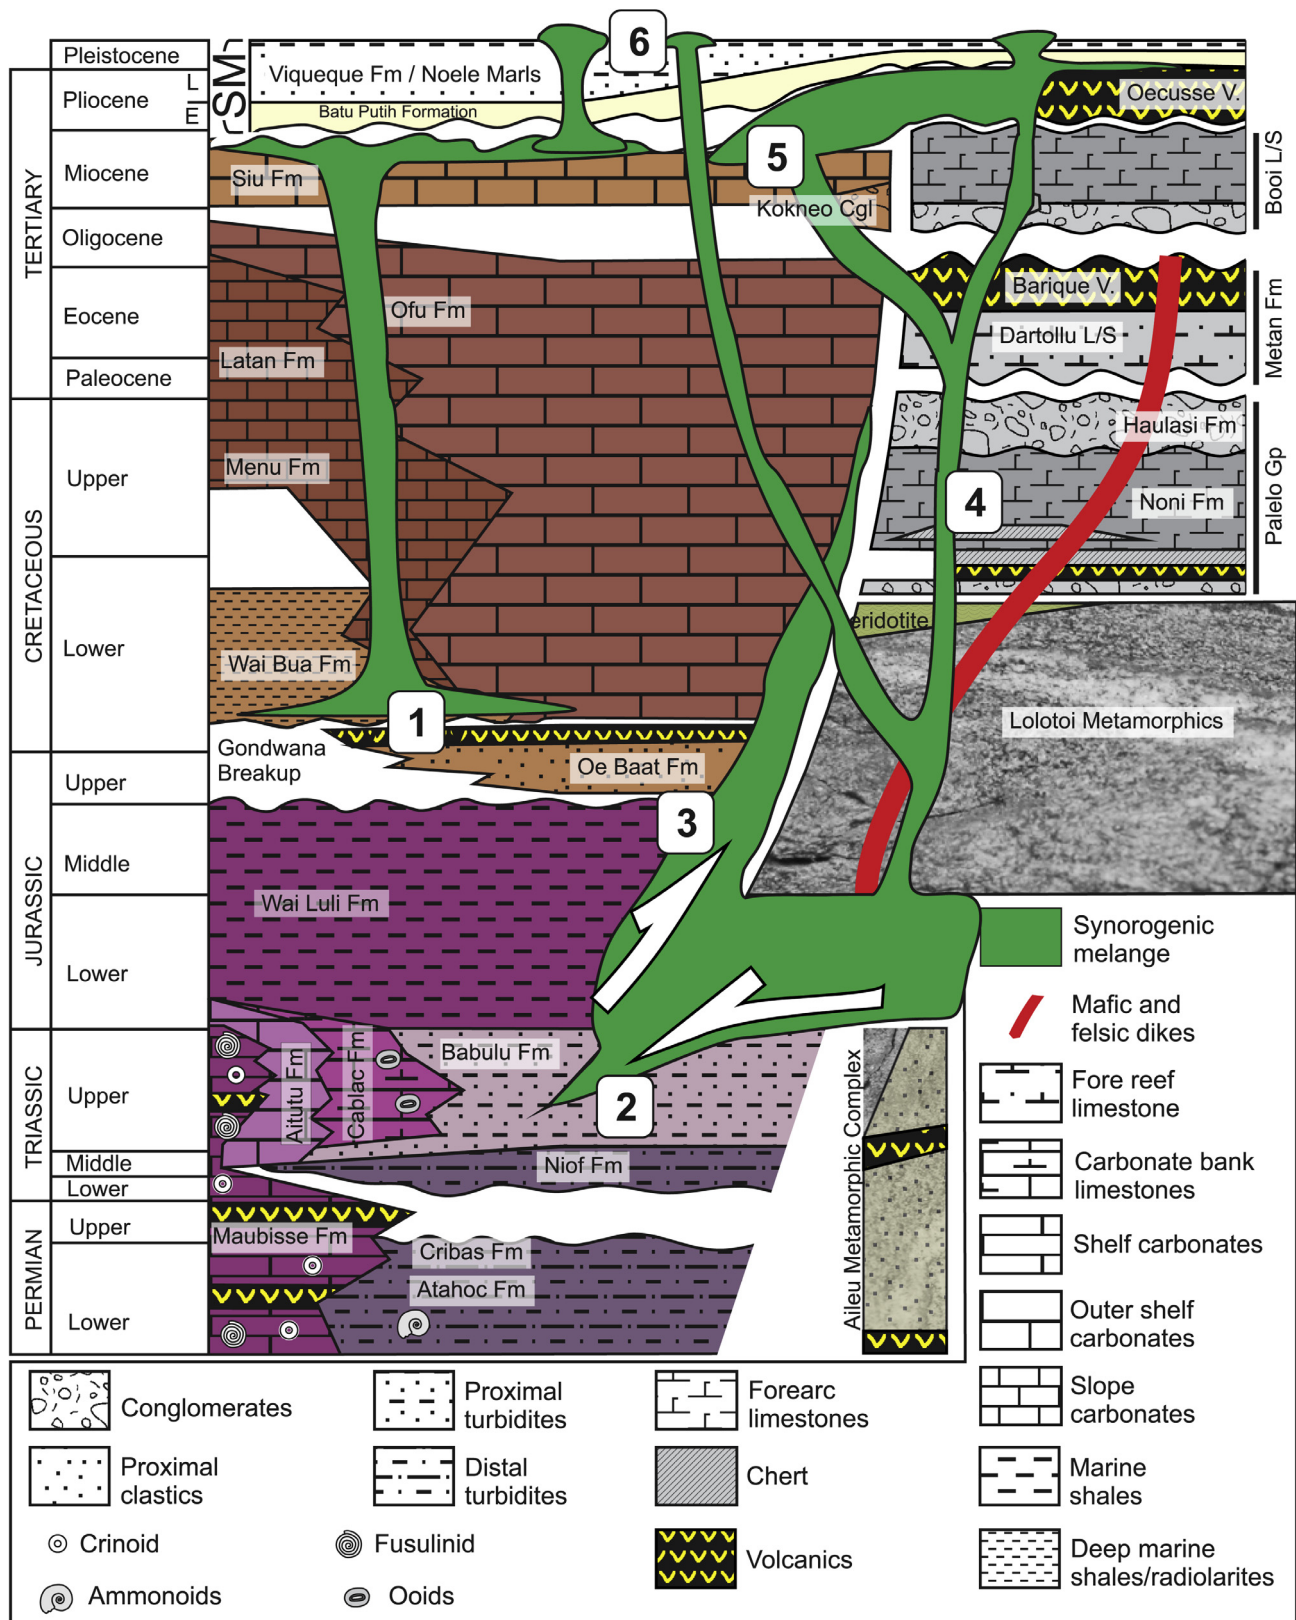 Pleistocene
Pliocene
L
E
SM
Viqueque Fm / Noele Marls
Batu Putih Formation
6
Oecusse V.
TERTIARY
Miocene
Siu Fm
5
Kokneo Cgl
Booi L/S
Oligocene
Eocene
Ofu Fm
Latan Fm
Barique V.
Dartollu L/S
Metan Fm
Paleocene
CRETACEOUS
Upper
Menu Fm
4
Haulasi Fm
Noni Fm
Palelo Gp
Lower
Wai Bua Fm
eridotite
1
Lolotoi Metamorphics
Gondwana
Breakup
JURASSIC
Upper
Oe Baat Fm
3
Middle
Wai Luli Fm
Lower
TRIASSIC
Upper
Aitutu Fm
Cablac Fm
Babulu Fm
2
Middle
Niof Fm
Lower
PERMIAN
Upper
Maubisse Fm
Cribas Fm
Atahoc Fm
Lower
Aileu Metamorphic Complex
Synorogenic
melange
Mafic and
felsic dikes
Fore reef
limestone
Carbonate bank
limestones
Shelf carbonates
Outer shelf
carbonates
Slope
carbonates
Marine
shales
Deep marine
shales/radiolarites
Conglomerates
Proximal
turbidites
Forearc
limestones
Proximal
clastics
Distal
turbidites
Chert
Crinoid
Fusulinid
Volcanics
Ammonoids
Ooids